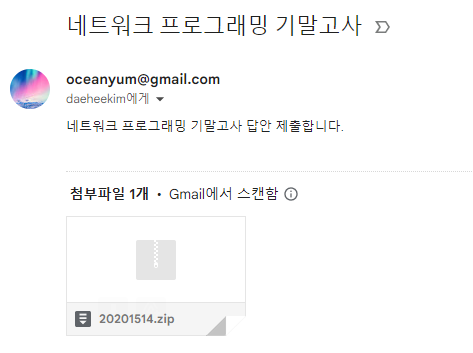 네트워크 프로그래밍 기말고사
oceanyum@gmail.com
daeheekim에게
네트워크 프로그래밍 기말고사 답안 제출합니다.
첨부파일 1개 • Gmail에서 스캔함
20201514.zip